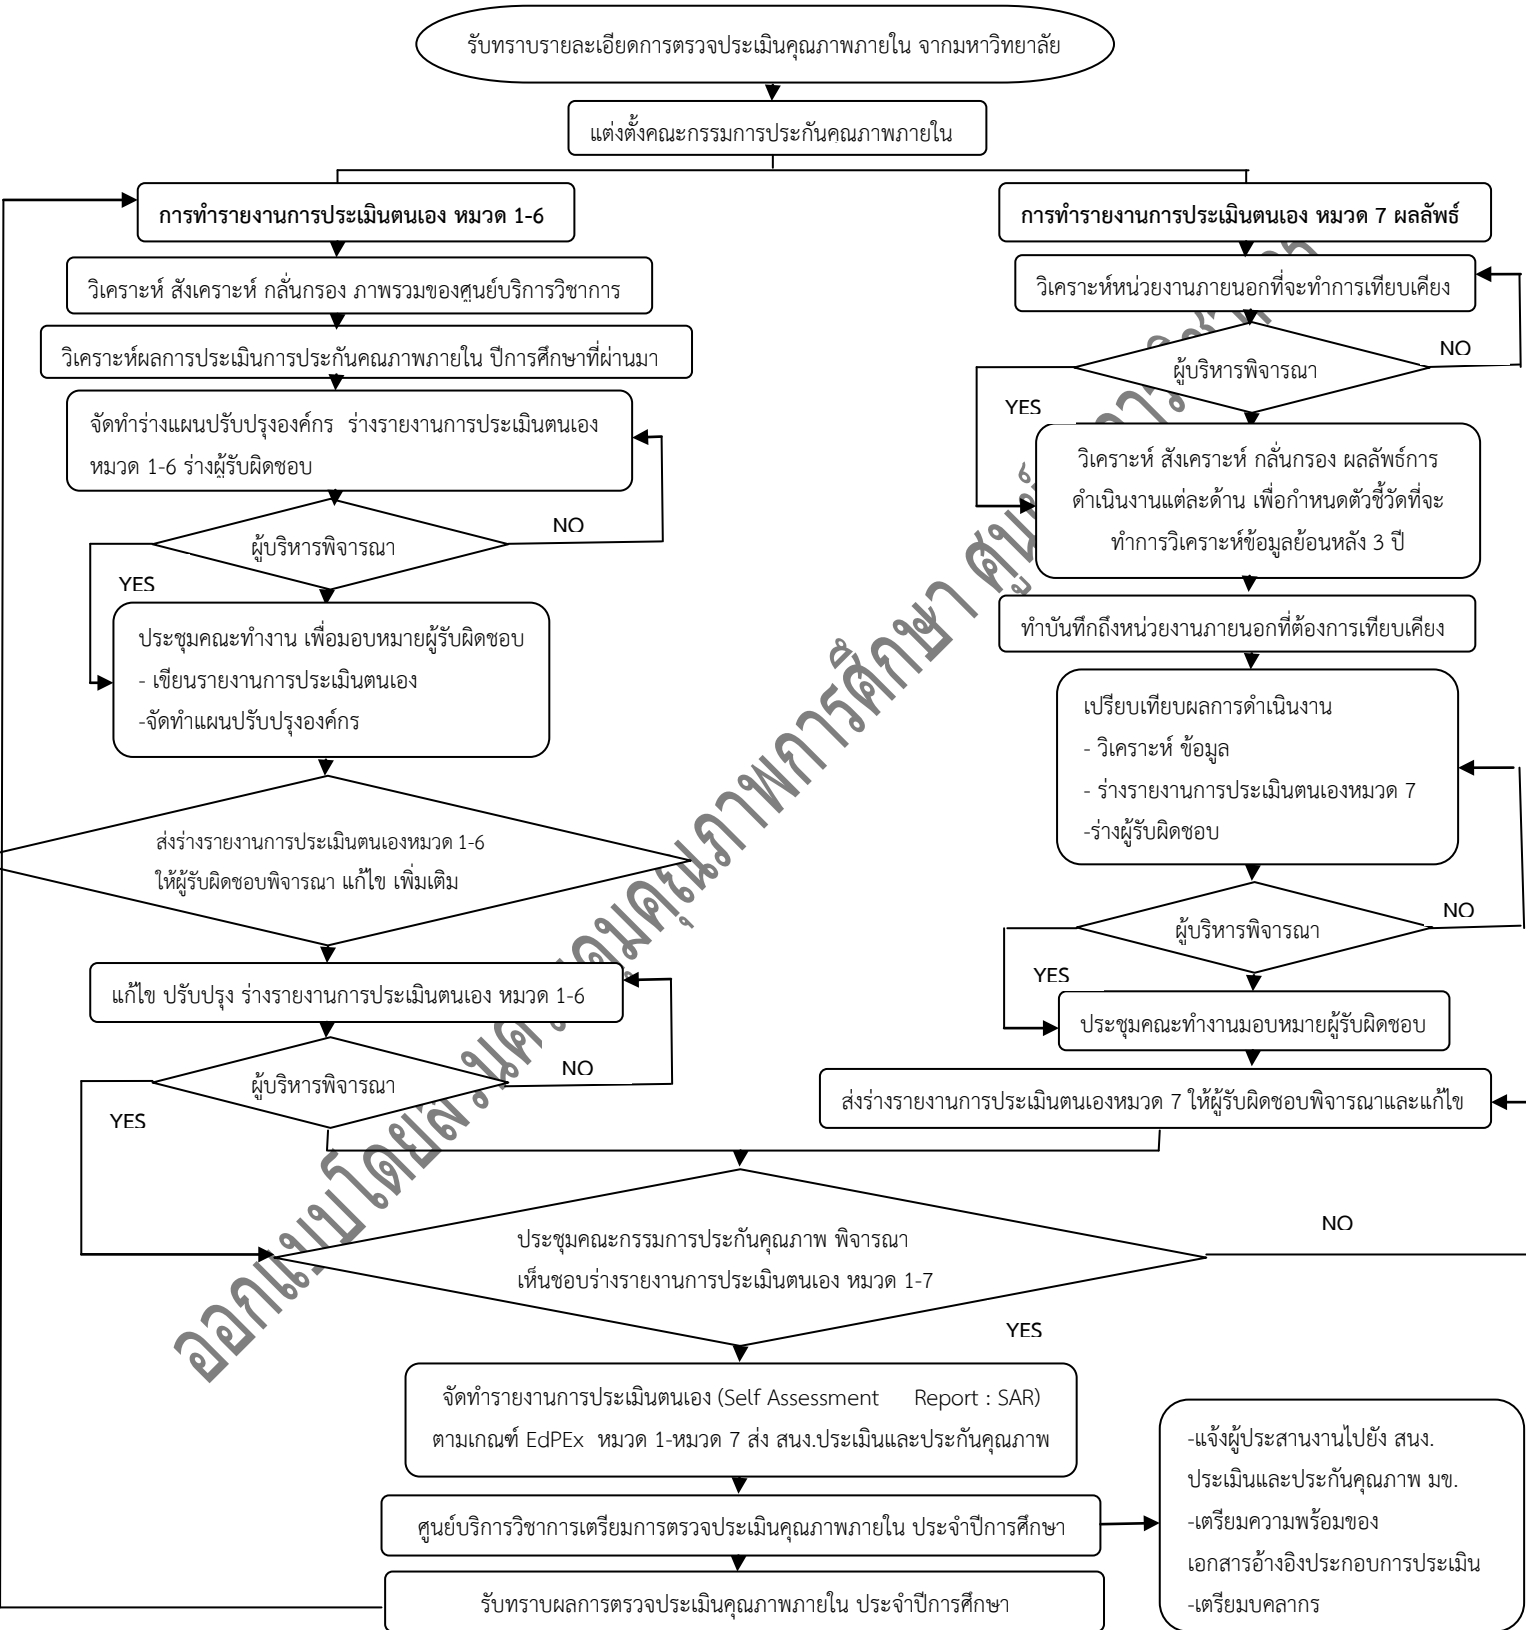 รับทราบรายละเอียดการตรวจประเมินคุณภาพภายใน จากมหาวิทยาลัย
แต่งตั้งคณะกรรมการประกันคุณภาพภายใน
การทำรายงานการประเมินตนเอง หมวด 1-6
วิเคราะห์ สังเคราะห์ กลั่นกรอง ภาพรวมของศูนย์บริการวิชาการ
วิเคราะห์ผลการประเมินการประกันคุณภาพภายใน ปีการศึกษาที่ผ่านมา
จัดทำร่างแผนปรับปรุงองค์กร ร่างรายงานการประเมินตนเอง
หมวด 1-6 ร่างผู้รับผิดชอบ
ผู้บริหารพิจารณา
NO
YES
ประชุมคณะทำงาน เพื่อมอบหมายผู้รับผิดชอบ
- เขียนรายงานการประเมินตนเอง
-จัดทำแผนปรับปรุงองค์กร
ส่งร่างรายงานการประเมินตนเองหมวด 1-6
ให้ผู้รับผิดชอบพิจารณา แก้ไข เพิ่มเติม
แก้ไข ปรับปรุง ร่างรายงานการประเมินตนเอง หมวด 1-6
ผู้บริหารพิจารณา
NO
YES
การทำรายงานการประเมินตนเอง หมวด 7 ผลลัพธ์
วิเคราะห์หน่วยงานภายนอกที่จะทำการเทียบเคียง
ผู้บริหารพิจารณา
NO
YES
วิเคราะห์ สังเคราะห์ กลั่นกรอง ผลลัพธ์การ
ดำเนินงานแต่ละด้าน เพื่อกำหนดตัวชี้วัดที่จะ
ทำการวิเคราะห์ข้อมูลย้อนหลัง 3 ปี
ทำบันทึกถึงหน่วยงานภายนอกที่ต้องการเทียบเคียง
เปรียบเทียบผลการดำเนินงาน
- วิเคราะห์ ข้อมูล
- ร่างรายงานการประเมินตนเองหมวด 7
-ร่างผู้รับผิดชอบ
ผู้บริหารพิจารณา
NO
YES
ประชุมคณะทำงานมอบหมายผู้รับผิดชอบ
ส่งร่างรายงานการประเมินตนเองหมวด 7 ให้ผู้รับผิดชอบพิจารณาและแก้ไข
ประชุมคณะกรรมการประกันคุณภาพ พิจารณา
เห็นชอบร่างรายงานการประเมินตนเอง หมวด 1-7
NO
YES
จัดทำรายงานการประเมินตนเอง (Self Assessment Report : SAR)
ตามเกณฑ์ EdPEx หมวด 1-หมวด 7 ส่ง สนง.ประเมินและประกันคุณภาพ
ศูนย์บริการวิชาการเตรียมการตรวจประเมินคุณภาพภายใน ประจำปีการศึกษา
รับทราบผลการตรวจประเมินคุณภาพภายใน ประจำปีการศึกษา
-แจ้งผู้ประสานงานไปยัง สนง.
ประเมินและประกันคุณภาพ มข.
-เตรียมความพร้อมของ
เอกสารอ้างอิงประกอบการประเมิน
-เตรียมบุคลากร
ออกแบบโดย คุณภาพการศึกษา